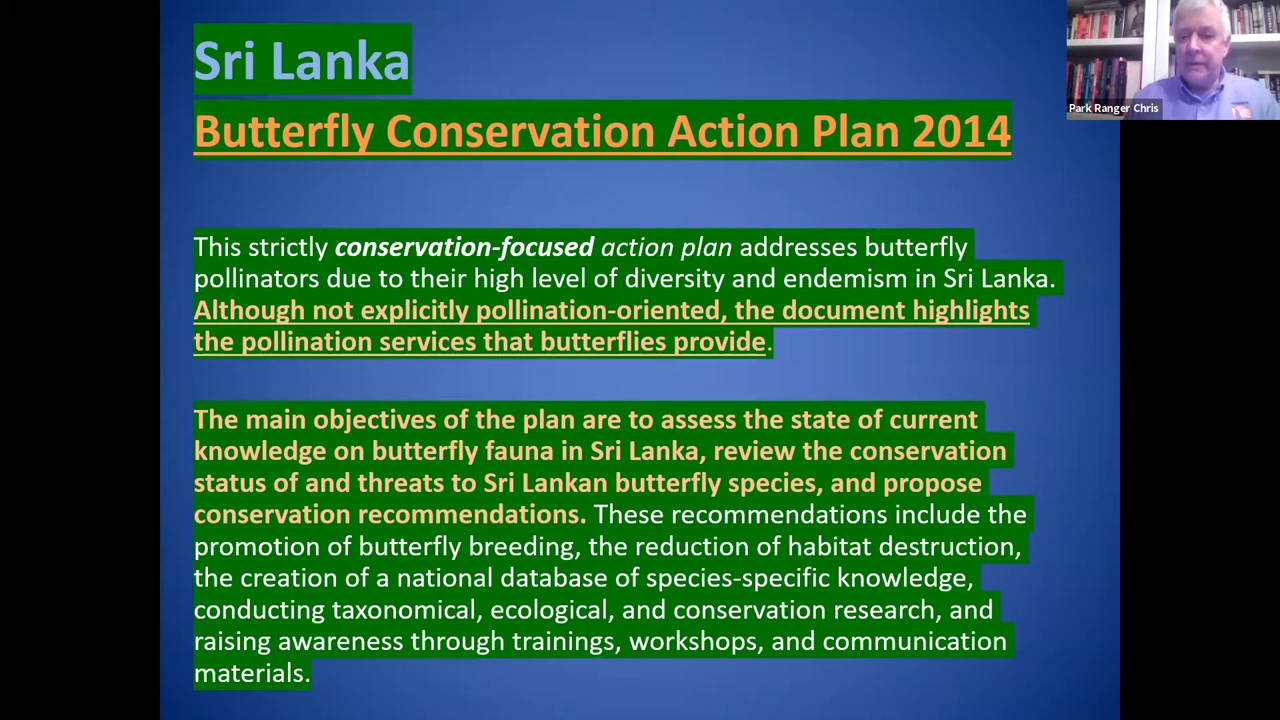 Sri Lanka
Butterfly Conservation Action Plan 2014
Park Ranger Chris
This strictly conservation-focused action plan addresses butterfly
pollinators due to their high level of diversity and endemism in Sri Lanka.
Although not explicitly pollination-oriented, the document highlights
the pollination services that butterflies provide.
The main objectives of the plan are to assess the state of current
knowledge on butterfly fauna in Sri Lanka, review the conservation
status of and threats to Sri Lankan butterfly species, and propose
conservation recommendations. These recommendations include the
promotion of butterfly breeding, the reduction of habitat destruction,
the creation of a national database of species-specific knowledge,
conducting taxonomical, ecological, and conservation research, and
raising awareness through trainings, workshops, and communication
materials.